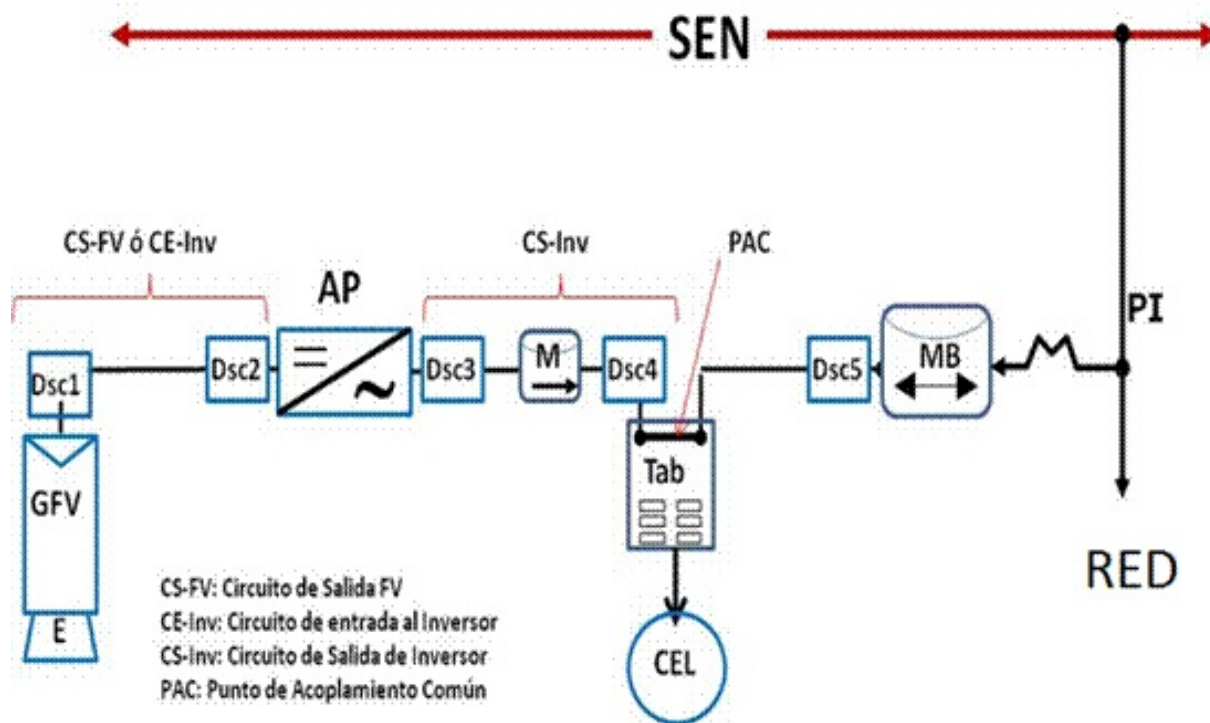 SEN
CS-FV ó CE-Inv
CS-Inv
PAC
AP
PI
Dsc1
Dsc2
Dsc3
M
Dsc4
Dsc5
MB
GFV
Tab
RED
E
CEL
CS-FV: Circuito de Salida FV
CE-Inv: Circuito de entrada al Inversor
CS-Inv: Circuito de Salida de Inversor
PAC: Punto de Acoplamiento Común